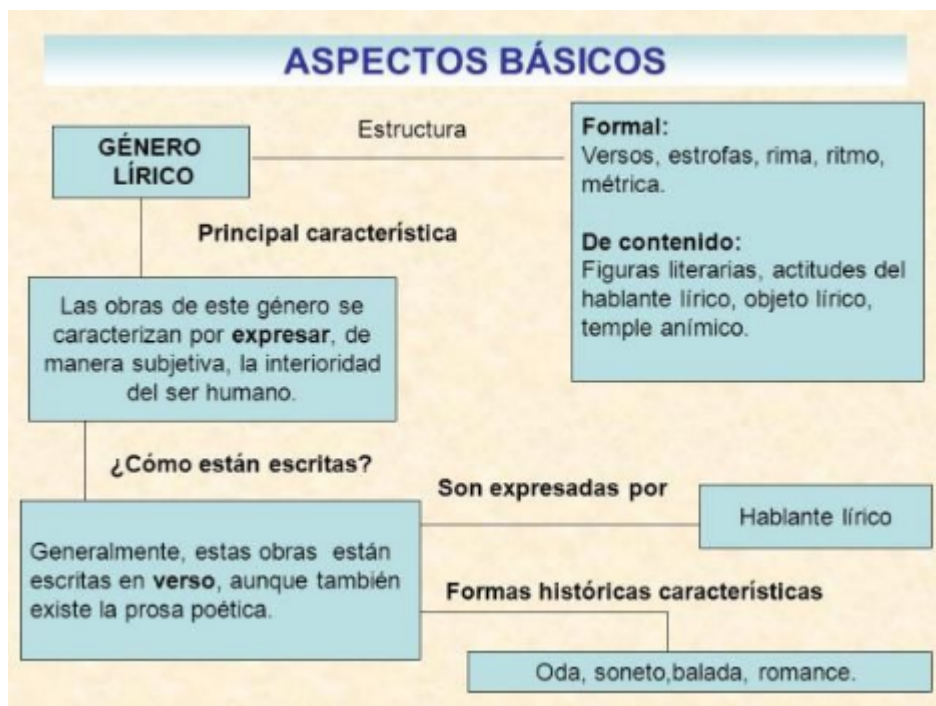 ASPECTOS BÁSICOS
GÉNERO
LÍRICO
Estructura
Formal:
Versos, estrofas, rima, ritmo,
métrica.
De contenido:
Figuras literarias, actitudes del
hablante lírico, objeto lírico,
temple anímico.
Principal característica
Las obras de este género se
caracterizan por expresar, de
manera subjetiva, la interioridad
del ser humano.
¿Cómo están escritas?
Generalmente, estas obras están
escritas en verso, aunque también
existe la prosa poética.
Son expresadas por
Hablante lírico
Formas históricas características
Oda, soneto,balada, romance.